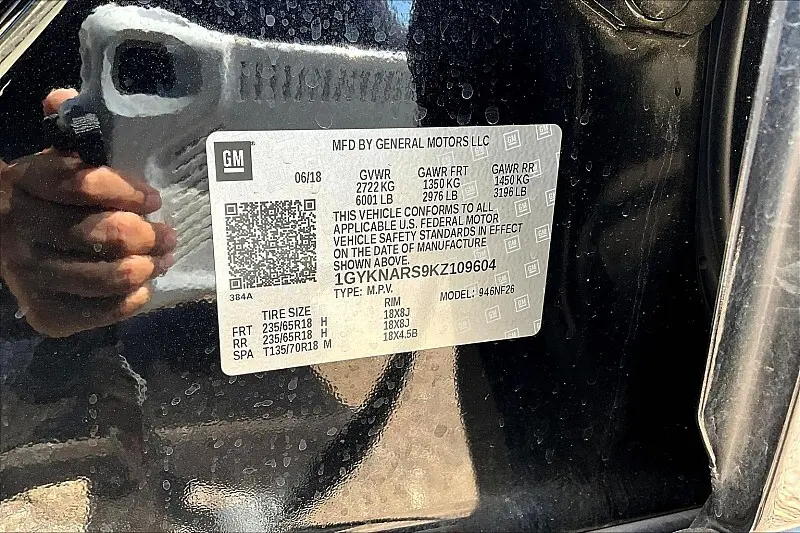 GM
MFD BY GENERAL MOTORS LLC
06/18 GVWR GAWR FRT GAWR RR
2722 KG 1350 KG 1450 KG
6001 LB 2976 LB 3196 LB
THIS VEHICLE CONFORMS TO ALL
APPLICABLE U.S. FEDERAL MOTOR
VEHICLE SAFETY STANDARDS IN EFFECT
ON THE DATE OF MANUFACTURE
SHOWN ABOVE.
1GYKNARS9KZ109604
384A
TYPE: M.P.V. MODEL: 946NF26
TIRE SIZE RIM
FRT 235/65R18 H 18X8J
RR 235/65R18 H 18X8J
SPA T135/70R18 M 18X4.5B